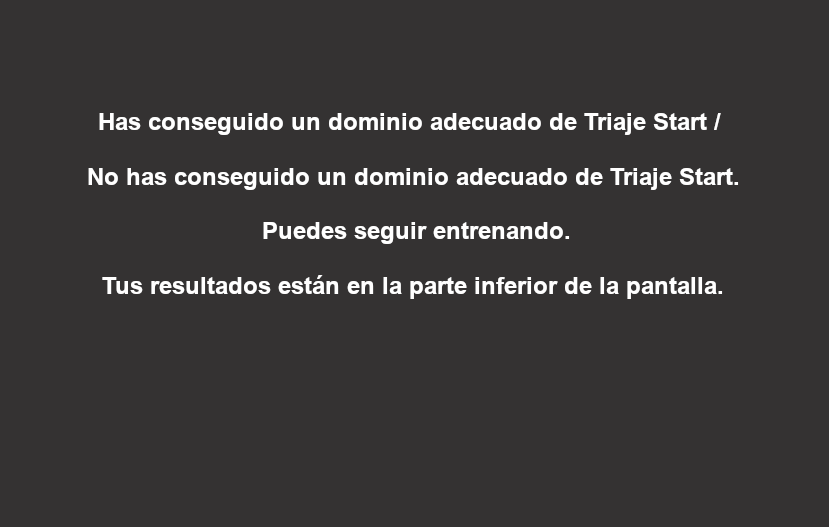 Has conseguido un dominio adecuado de Triaje Start /
No has conseguido un dominio adecuado de Triaje Start.
Puedes seguir entrenando.
Tus resultados están en la parte inferior de la pantalla.